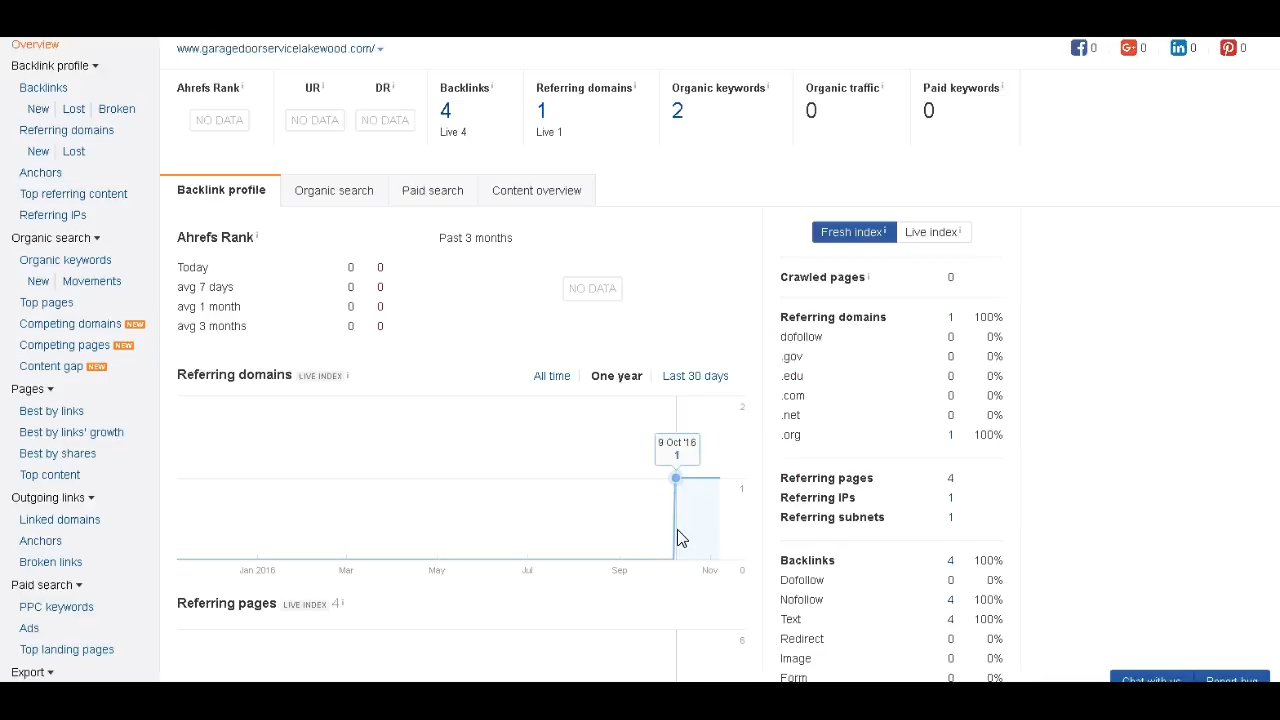 Overview
www.garagedoorservicelakewood.com/
0 0 0 0
Backlink profile
Backlinks
New Lost Broken
Referring domains
New Lost
Anchors
Top referring content
Referring IPs
Organic search
Organic keywords
New Movements
Top pages
Competing domains NEW
Competing pages NEW
Content gap NEW
Pages
Best by links
Best by links' growth
Best by shares
Top content
Outgoing links
Linked domains
Anchors
Broken links
Paid search
PPC keywords
Ads
Top landing pages
Export
Ahrefs Rank i UR i DR i Backlinks i Referring domains i Organic keywords i Organic traffic i Paid keywords i
NO DATA NO DATA NO DATA 4 1 2 0 0
Live 4 Live 1
Backlink profile Organic search Paid search Content overview
Ahrefs Rank i Past 3 months
Today 0 0
avg 7 days 0 0
avg 1 month 0 0
avg 3 months 0 0
NO DATA
Referring domains LIVE INDEX i All time One year Last 30 days
2
9 Oct '16
1
1
Jan 2016 Mar May Jul Sep Nov 0
Referring pages LIVE INDEX 4 i
6
Fresh index i Live index i
Crawled pages i 0
Referring domains 1 100%
dofollow 0 0%
.gov 0 0%
.edu 0 0%
.com 0 0%
.net 0 0%
.org 1 100%
Referring pages 4
Referring IPs 1
Referring subnets 1
Backlinks 4 100%
Dofollow 0 0%
Nofollow 4 100%
Text 4 100%
Redirect 0 0%
Image 0 0%
Form 0 0%
Chat with us Report bug